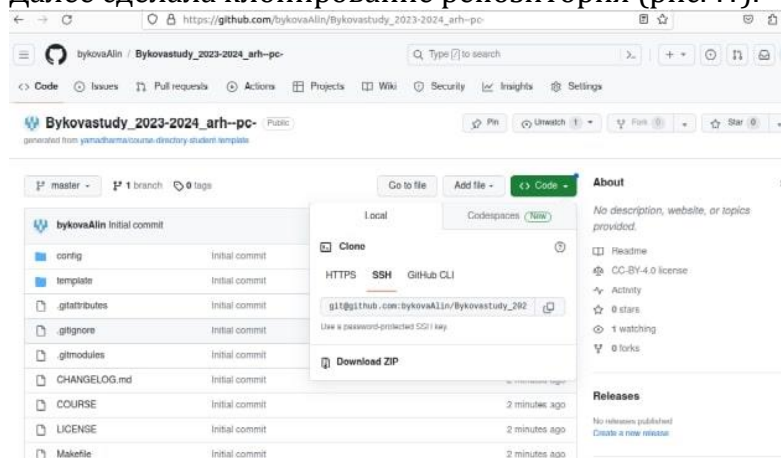 Далее сделала клонирование репозитория (рис. 17).
https://github.com/bykovaAlin/Bykovastudy_2023-2024_arh--pc-
bykovaAlin / Bykovastudy_2023-2024_arh--pc-
Type / to search
<> Code Issues Pull requests Actions Projects Wiki Security Insights Settings
Bykovastudy_2023-2024_arh--pc- Public
Pin Unwatch 1 Fork 0 Star 0
generated from yamadharma/course-directory-student-template
master 1 branch 0 tags Go to file Add file <> Code About
Local Codespaces New
No description, website, or topics
provided.
bykovaAlin Initial commit
Clone
Readme
config Initial commit
HTTPS SSH GitHub CLI
CC-BY-4.0 license
template Initial commit
Activity
.gitattributes Initial commit
git@github.com:bykovaAlin/Bykovastudy_202
0 stars
.gitignore Initial commit
Use a password-protected SSH key.
1 watching
.gitmodules Initial commit
Download ZIP
0 forks
CHANGELOG.md Initial commit
2 minutes ago
COURSE Initial commit 2 minutes ago
Releases
LICENSE Initial commit 2 minutes ago
No releases published
Create a new release
Makefile Initial commit 2 minutes ago